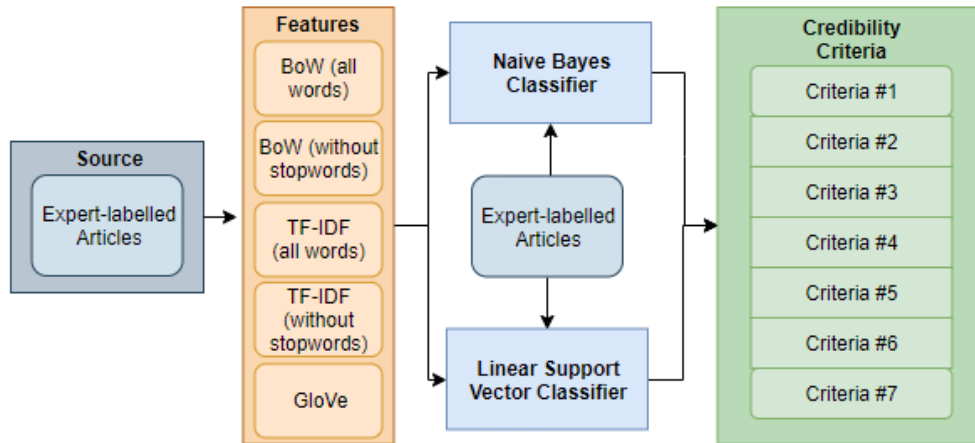 Source
Expert-labelled
Articles
Features
BoW (all
words)
BoW (without
stopwords)
TF-IDF
(all words)
TF-IDF
(without
stopwords)
GloVe
Naive Bayes
Classifier
Expert-labelled
Articles
Linear Support
Vector Classifier
Credibility
Criteria
Criteria #1
Criteria #2
Criteria #3
Criteria #4
Criteria #5
Criteria #6
Criteria #7